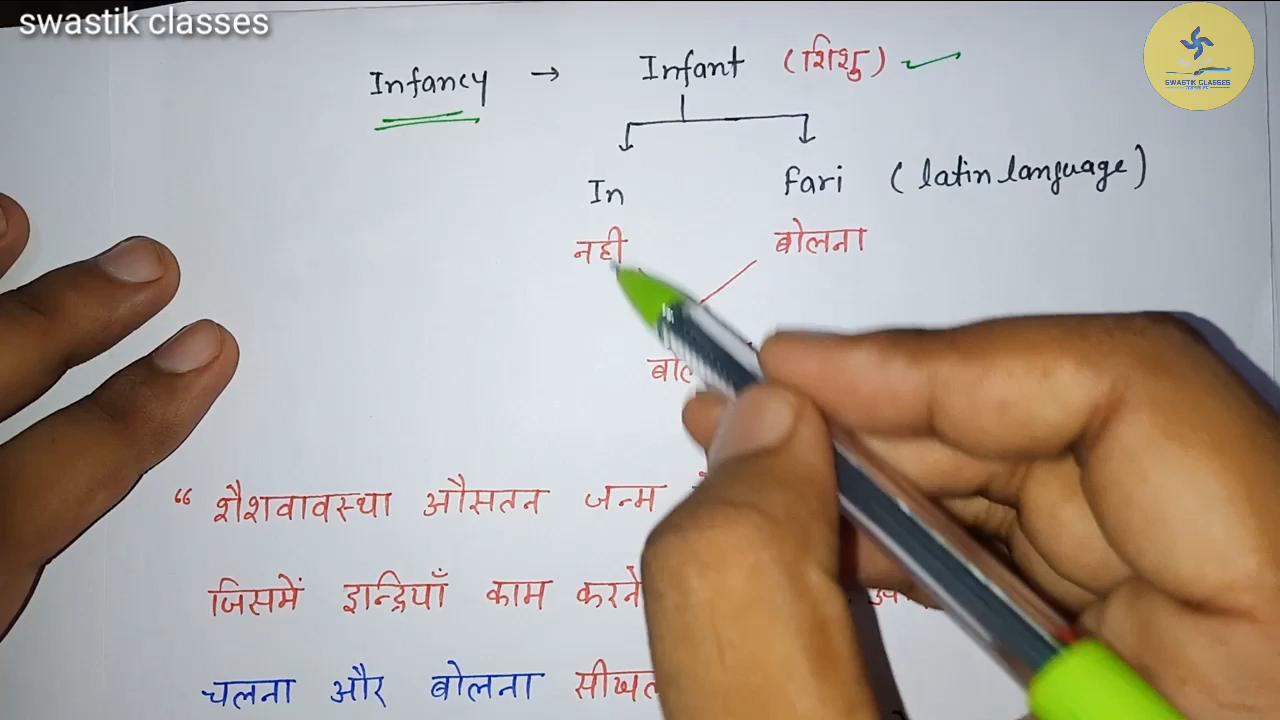 swastik classes
SWASTIK CLASSES
Infancy → Infant (शिशु)
In Fari (latin language)
नही बोलना
“ शैशवावस्था औसतन जन्म
जिसमें इन्द्रियाँ काम करने
चलना और बोलना